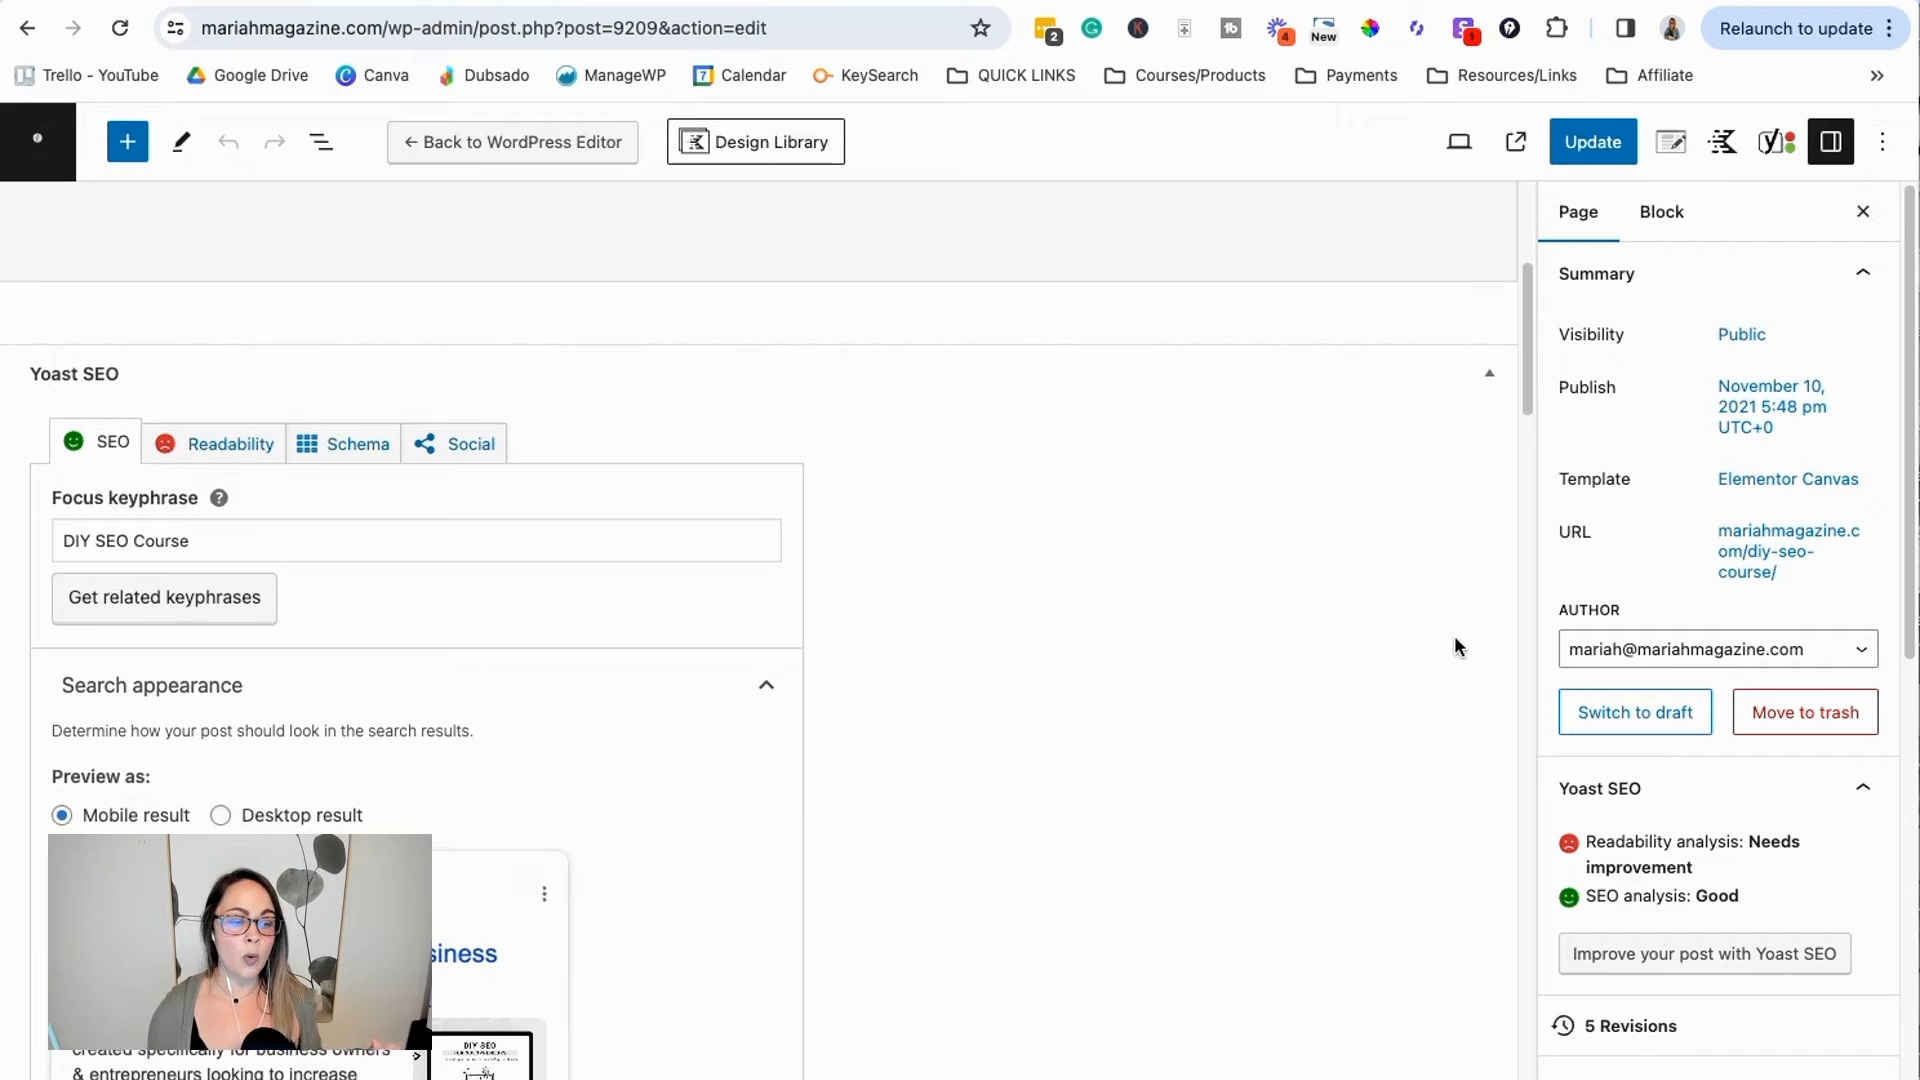 mariahmagazine.com/wp-admin/post.php?post=9209&action=edit
2
4
New
1
Relaunch to update
Trello - YouTube
Google Drive
Canva
Dubsado
ManageWP
7
Calendar
KeySearch
QUICK LINKS
Courses/Products
Payments
Resources/Links
Affiliate
← Back to WordPress Editor
Design Library
Update
Page
Block
Summary
Visibility
Public
Publish
November 10,
2021 5:48 pm
UTC+0
Template
Elementor Canvas
URL
mariahmagazine.c
om/diy-seo-
course/
AUTHOR
mariah@mariahmagazine.com
Switch to draft
Move to trash
Yoast SEO
Readability analysis: Needs
improvement
SEO analysis: Good
Improve your post with Yoast SEO
5 Revisions
Yoast SEO
SEO
Readability
Schema
Social
Focus keyphrase
DIY SEO Course
Get related keyphrases
Search appearance
Determine how your post should look in the search results.
Preview as:
Mobile result
Desktop result
siness
created specifically for business owners
& entrepreneurs looking to increase
DIY SEO